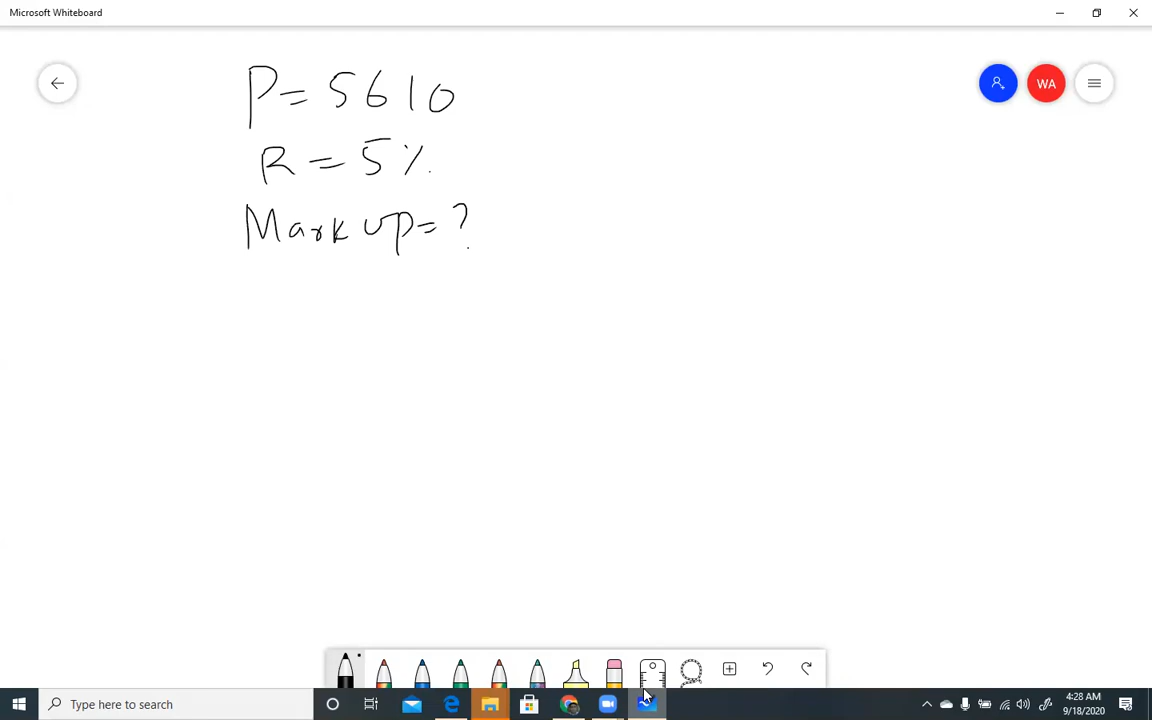 Microsoft Whiteboard
P = 5610
WA
R = 5%
Mark up = ?
Type here to search
4:28 AM
9/18/2020